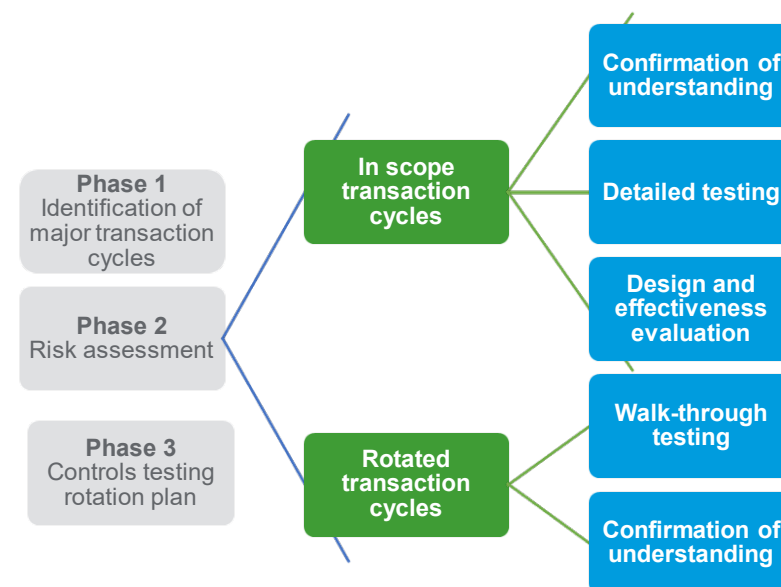 Phase 1
Identification of
major transaction
cycles
Phase 2
Risk assessment
Phase 3
Controls testing
rotation plan
In scope
transaction
cycles
Rotated
transaction
cycles
Confirmation of
understanding
Detailed testing
Design and
effectiveness
evaluation
Walk-through
testing
Confirmation of
understanding